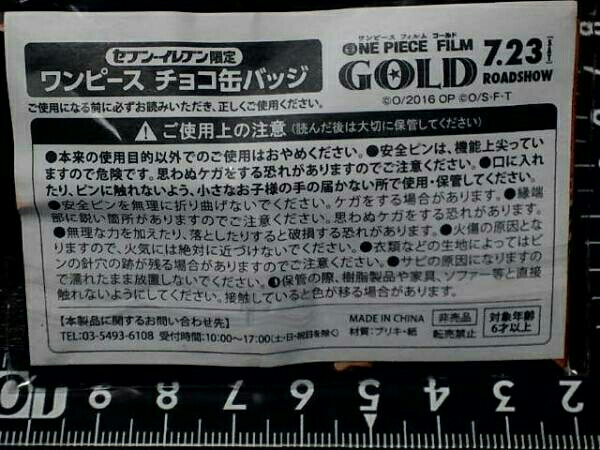 セブン-イレブン限定
ワンピース チョコ缶バッジ
ワンピース フィルム ゴールド
ONE PIECE FILM
GOLD
7.23[SAT]
ROADSHOW
©O/2016 OP ©O/S・F・T
ご使用になる前に必ずお読みいただき、正しくご使用ください。
ご使用上の注意(読んだ後は大切に保管してください)
●本来の使用目的以外でのご使用はおやめください。●安全ピンは、機能上尖ってい
ますので危険です。思わぬケガをする恐れがありますのでご注意ください。●口に入れ
たり、ピンに触れないよう、小さなお子様の手の届かない所で使用・保管してください。
●安全ピンを無理に折り曲げないでください。ケガをする場合があります。●縁端
部に鋭い箇所がありますのでご注意ください。思わぬケガをする恐れがあります。
●無理な力を加えたり、落としたりすると破損する恐れがあります。●火傷の原因とな
りますので、火気には絶対に近づけないでください。●衣類などの生地によってはピ
ンの針穴の跡が残る場合がありますのでご注意ください。●サビの原因になりますの
で濡れたまま放置しないでください。●保管の際、樹脂製品や家具、ソファー等と直接
触れないようにしてください。接触していると色が移る場合があります。
【本製品に関するお問い合わせ先】
TEL:03-5493-6108 受付時間:10:00〜17:00(土・日・祝日を除く)
MADE IN CHINA
材質:ブリキ・紙
非売品
転売禁止
対象年齢
6才以上
10 9 8 7 6 5 4 3 2